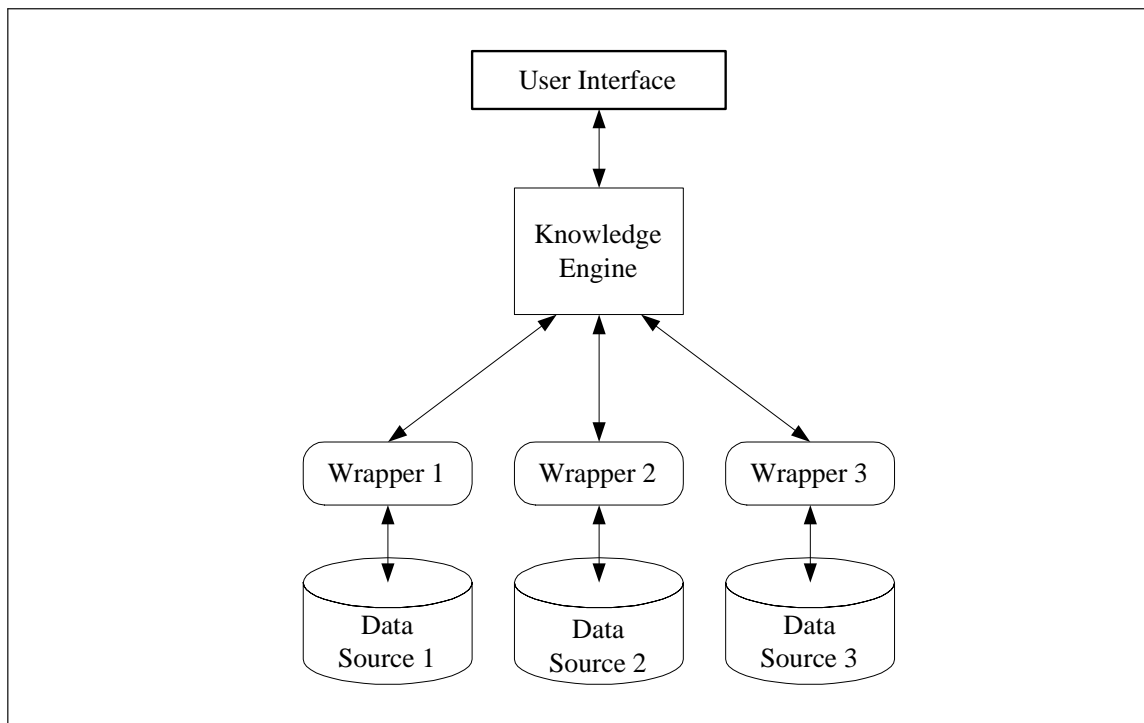 User Interface
Knowledge
Engine
Wrapper 1
Wrapper 2
Wrapper 3
Data
Source 1
Data
Source 2
Data
Source 3